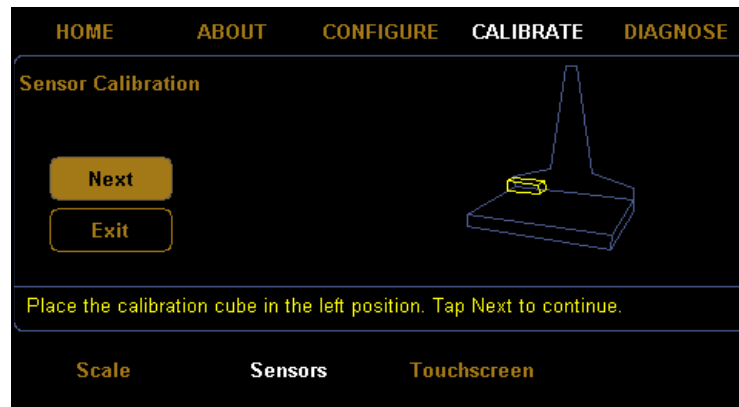 HOME ABOUT CONFIGURE CALIBRATE DIAGNOSE
Sensor Calibration
Next
Exit
Place the calibration cube in the left position. Tap Next to continue.
Scale Sensors Touchscreen